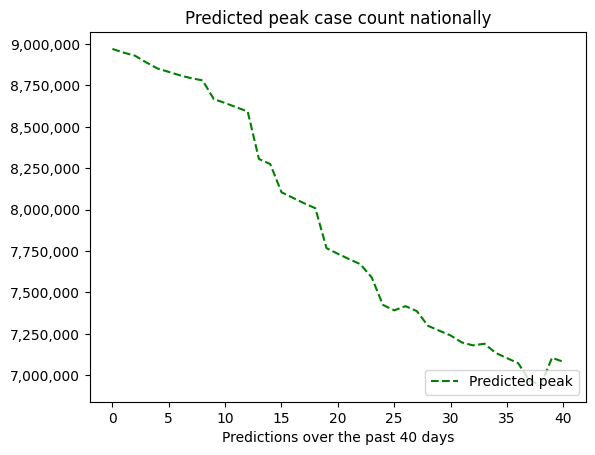 Predicted peak case count nationally
9,000,000
8,750,000
8,500,000
8,250,000
8,000,000
7,750,000
7,500,000
7,250,000
7,000,000
Predicted peak
0 5 10 15 20 25 30 35 40
Predictions over the past 40 days